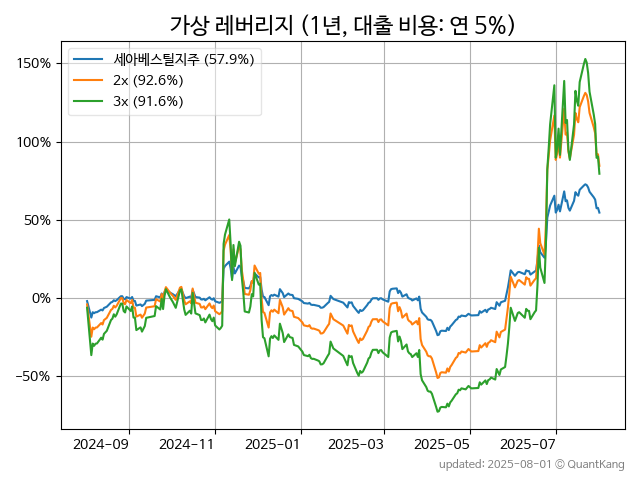 가상 레버리지 (1년, 대출 비용: 연 5%)
세아베스틸지주 (57.9%)
2x (92.6%)
3x (91.6%)
150%
100%
50%
0%
−50%
2024-09 2024-11 2025-01 2025-03 2025-05 2025-07
updated: 2025-08-01 © QuantKang